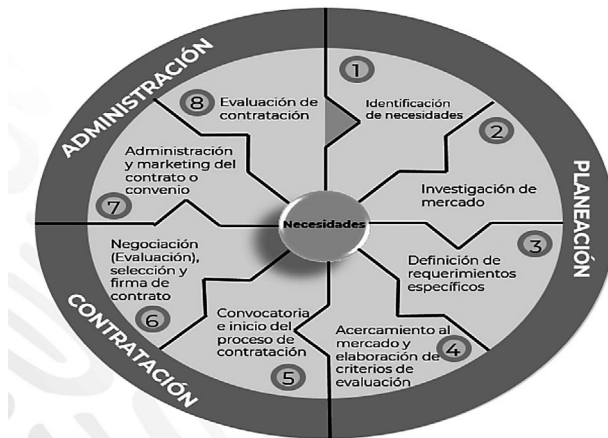 ADMINISTRACIÓN
PLANEACIÓN
CONTRATACIÓN
Necesidades
1
Identificación
de necesidades
2
Investigación de
mercado
3
Definición de
requerimientos
específicos
4
Acercamiento al
mercado y
elaboración de
criterios de
evaluación
5
Convocatoria
e inicio del
proceso de
contratación
6
Negociación
(Evaluación),
selección y
firma de
contrato
7
Administración
y marketing del
contrato o
convenio
8
Evaluación de
contratación